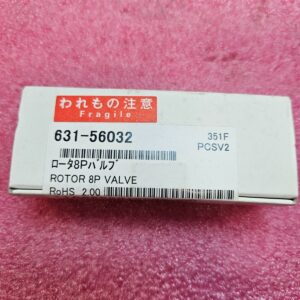 われもの注意
Fragile
631-56032
351F
PCSV2
ロータ8Pバルブ
ROTOR 8P VALVE
RoHS 2.00